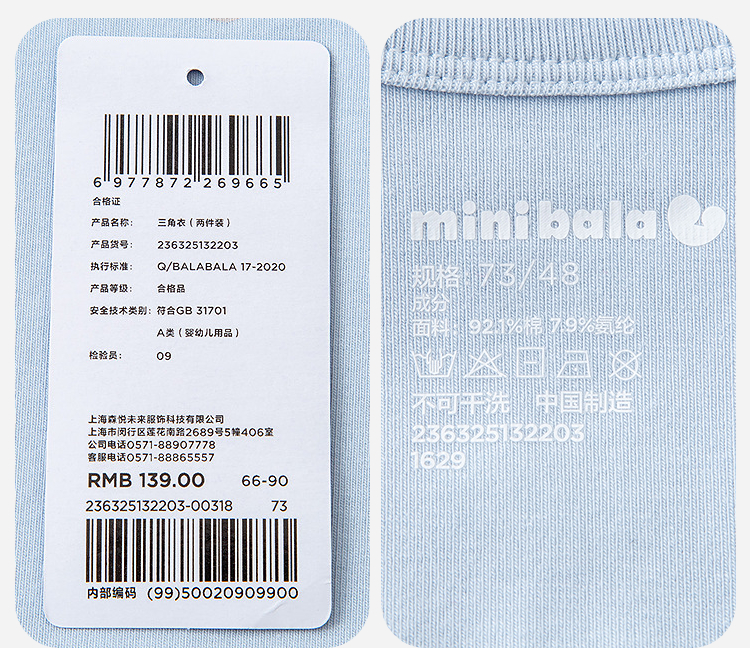 6 977872 269665
合格证
产品名称： 三角衣（两件装）
产品货号： 236325132203
执行标准： Q/BALABALA 17-2020
产品等级： 合格品
安全技术类别：符合GB 31701
A类（婴幼儿用品）
检验员： 09
上海森悦未来服饰科技有限公司
上海市闵行区莲花南路2689号5幢406室
公司电话0571-88907778
客服电话0571-88865557
RMB 139.00 66-90
236325132203-00318 73
内部编码 (99)50020909900
minibala
规格: 73/48
成分
面料: 92.1%棉 7.9%氨纶
不可干洗 中国制造
236325132203
1629